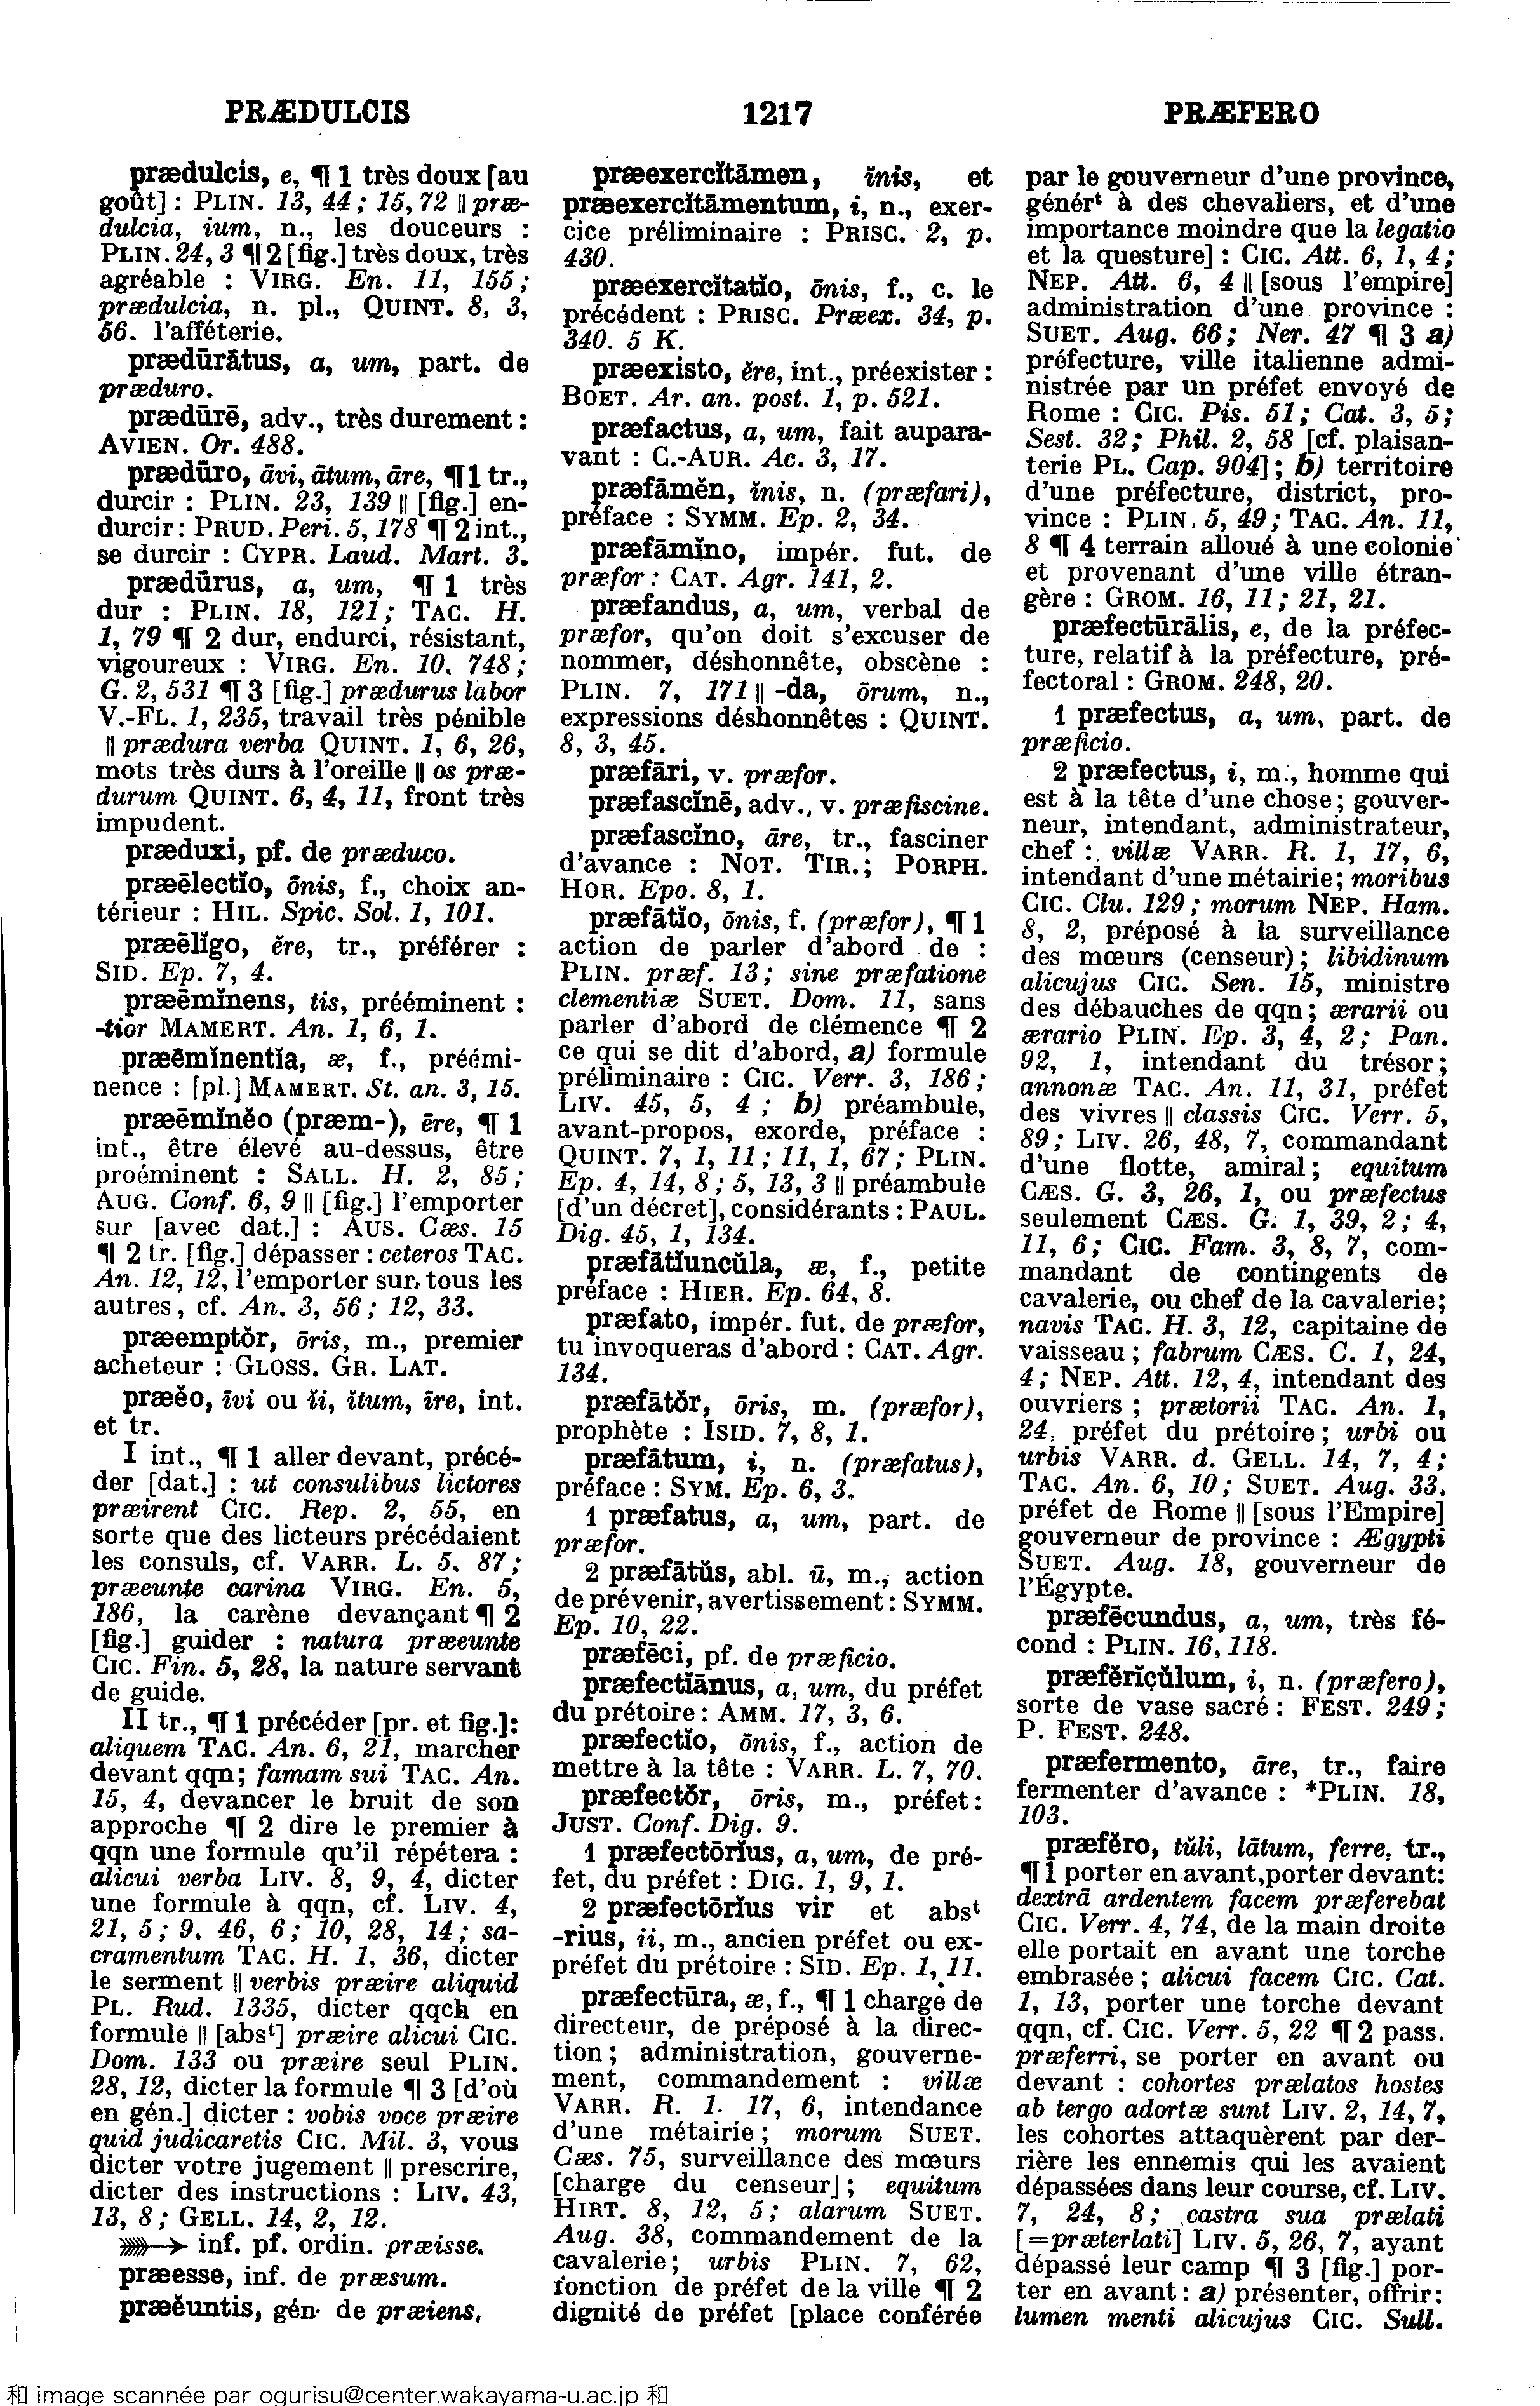 PRÆDULCIS
1217
PRÆFERO
prædulcis, e, ¶ 1 très doux [au
goût] : PLIN. 13, 44 ; 15, 72 || præ-
dulcia, ium, n., les douceurs :
PLIN. 24, 3 ¶ 2 [fig.] très doux, très
agréable : VIRG. En. 11, 155 ;
prædulcia, n. pl., QUINT. 8, 3,
56. l'afféterie.
prædūrātus, a, um, part. de
præduro.
prædūrē, adv., très durement :
AVIEN. Or. 488.
prædūro, āvi, ātum, āre, ¶ 1 tr.,
durcir : PLIN. 23, 139 || [fig.] en-
durcir : PRUD. Peri. 5, 178 ¶ 2 int.,
se durcir : CYPR. Laud. Mart. 3.
prædūrus, a, um, ¶ 1 très
dur : PLIN. 18, 121 ; TAC. H.
1, 79 ¶ 2 dur, endurci, résistant,
vigoureux : VIRG. En. 10. 748 ;
G. 2, 531 ¶ 3 [fig.] prædurus labor
V.-FL. 1, 235, travail très pénible
|| prædura verba QUINT. 1, 6, 26,
mots très durs à l'oreille || os præ-
durum QUINT. 6, 4, 11, front très
impudent.
præduxi, pf. de præduco.
præēlectĭo, ōnis, f., choix an-
térieur : HIL. Spic. Sol. 1, 101.
præēlĭgo, ĕre, tr., préférer :
SID. Ep. 7, 4.
præēmĭnens, tis, prééminent :
-tior MAMERT. An. 1, 6, 1.
præēmĭnentĭa, æ, f., préémi-
nence : [pl.] MAMERT. St. an. 3, 15.
præēmĭnĕo (præm-), ēre, ¶ 1
int., être élevé au-dessus, être
proéminent : SALL. H. 2, 85 ;
AUG. Conf. 6, 9 || [fig.] l'emporter
sur [avec dat.] : AUS. Cæs. 15
¶ 2 tr. [fig.] dépasser : ceteros TAC.
An. 12, 12, l'emporter sur tous les
autres, cf. An. 3, 56 ; 12, 33.
præemptŏr, ōris, m., premier
acheteur : GLOSS. GR. LAT.
præĕo, īvi ou ĭi, ĭtum, īre, int.
et tr.
I int., ¶ 1 aller devant, précé-
der [dat.] : ut consulibus lictores
præirent CIC. Rep. 2, 55, en
sorte que des licteurs précédaient
les consuls, cf. VARR. L. 5. 87 ;
præeunte carina VIRG. En. 5,
186, la carène devançant ¶ 2
[fig.] guider : natura præeunte
CIC. Fin. 5, 28, la nature servant
de guide.
II tr., ¶ 1 précéder [pr. et fig.]:
aliquem TAC. An. 6, 21, marcher
devant qqn; famam sui TAC. An.
15, 4, devancer le bruit de son
approche ¶ 2 dire le premier à
qqn une formule qu'il répétera :
alicui verba LIV. 8, 9, 4, dicter
une formule à qqn, cf. LIV. 4,
21, 5 ; 9, 46, 6 ; 10, 28, 14 ; sa-
cramentum TAC. H. 1, 36, dicter
le serment || verbis præire aliquid
PL. Rud. 1335, dicter qqch en
formule || [absᵗ] præire alicui CIC.
Dom. 133 ou præire seul PLIN.
28, 12, dicter la formule ¶ 3 [d'où
en gén.] dicter : vobis voce præire
quid judicaretis CIC. Mil. 3, vous
dicter votre jugement || prescrire,
dicter des instructions : LIV. 43,
13, 8 ; GELL. 14, 2, 12.
inf. pf. ordin. præisse.
præesse, inf. de præsum.
præĕuntis, gén. de præiens.
præexercĭtāmen, ĭnis, et
præexercĭtāmentum, i, n., exer-
cice préliminaire : PRISC. 2, p.
430.
præexercĭtatĭo, ōnis, f., c. le
précédent : PRISC. Præex. 34, p.
340. 5 K.
præexisto, ĕre, int., préexister :
BOET. Ar. an. post. 1, p. 521.
præfactus, a, um, fait aupara-
vant : C.-AUR. Ac. 3, 17.
præfāmĕn, ĭnis, n. (præfari),
préface : SYMM. Ep. 2, 34.
præfāmĭno, impér. fut. de
præfor : CAT. Agr. 141, 2.
præfandus, a, um, verbal de
præfor, qu'on doit s'excuser de
nommer, déshonnête, obscène :
PLIN. 7, 171 || -da, ōrum, n.,
expressions déshonnêtes : QUINT.
8, 3, 45.
præfāri, v. præfor.
præfascĭnē, adv., v. præfiscine.
præfascĭno, āre, tr., fasciner
d'avance : NOT. TIR. ; PORPH.
HOR. Epo. 8, 1.
præfātĭo, ōnis, f. (præfor), ¶ 1
action de parler d'abord de :
PLIN. præf. 13 ; sine præfatione
clementiæ SUET. Dom. 11, sans
parler d'abord de clémence ¶ 2
ce qui se dit d'abord, a) formule
préliminaire : CIC. Verr. 3, 186 ;
LIV. 45, 5, 4 ; b) préambule,
avant-propos, exorde, préface :
QUINT. 7, 1, 11 ; 11, 1, 67 ; PLIN.
Ep. 4, 14, 8 ; 5, 13, 3 || préambule
[d'un décret], considérants : PAUL.
Dig. 45, 1, 134.
præfātĭuncŭla, æ, f., petite
préface : HIER. Ep. 64, 8.
præfato, impér. fut. de præfor,
tu invoqueras d'abord : CAT. Agr.
134.
præfātŏr, ōris, m. (præfor),
prophète : ISID. 7, 8, 1.
præfātum, i, n. (præfatus),
préface : SYM. Ep. 6, 3.
1 præfatus, a, um, part. de
præfor.
2 præfātŭs, abl. ū, m., action
de prévenir, avertissement : SYMM.
Ep. 10, 22.
præfēci, pf. de præficio.
præfectĭānus, a, um, du préfet
du prétoire : AMM. 17, 3, 6.
præfectĭo, ōnis, f., action de
mettre à la tête : VARR. L. 7, 70.
præfectŏr, ōris, m., préfet :
JUST. Conf. Dig. 9.
1 præfectōrĭus, a, um, de pré-
fet, du préfet : DIG. 1, 9, 1.
2 præfectōrĭus vir et absᵗ
-rius, ii, m., ancien préfet ou ex-
préfet du prétoire : SID. Ep. 1, 11.
præfectūra, æ, f., ¶ 1 charge de
directeur, de préposé à la direc-
tion ; administration, gouverne-
ment, commandement : villæ
VARR. R. 1. 17, 6, intendance
d'une métairie ; morum SUET.
Cæs. 75, surveillance des mœurs
[charge du censeur] ; equitum
HIRT. 8, 12, 5 ; alarum SUET.
Aug. 38, commandement de la
cavalerie ; urbis PLIN. 7, 62,
fonction de préfet de la ville ¶ 2
dignité de préfet [place conférée
par le gouverneur d'une province,
générᵗ à des chevaliers, et d'une
importance moindre que la legatio
et la questure] : CIC. Att. 6, 1, 4 ;
NEP. Att. 6, 4 || [sous l'empire]
administration d'une province :
SUET. Aug. 66 ; Ner. 47 ¶ 3 a)
préfecture, ville italienne admi-
nistrée par un préfet envoyé de
Rome : CIC. Pis. 51 ; Cat. 3, 5 ;
Sest. 32 ; Phil. 2, 58 [cf. plaisan-
terie PL. Cap. 904] ; b) territoire
d'une préfecture, district, pro-
vince : PLIN. 5, 49 ; TAC. An. 11,
8 ¶ 4 terrain alloué à une colonie
et provenant d'une ville étran-
gère : GROM. 16, 11 ; 21, 21.
præfectūrālis, e, de la préfec-
ture, relatif à la préfecture, pré-
fectoral : GROM. 248, 20.
1 præfectus, a, um, part. de
præficio.
2 præfectus, i, m., homme qui
est à la tête d'une chose ; gouver-
neur, intendant, administrateur,
chef : villæ VARR. R. 1, 17, 6,
intendant d'une métairie ; moribus
CIC. Clu. 129 ; morum NEP. Ham.
8, 2, préposé à la surveillance
des mœurs (censeur) ; libidinum
alicujus CIC. Sen. 15, ministre
des débauches de qqn ; ærarii ou
ærario PLIN. Ep. 3, 4, 2 ; Pan.
92, 1, intendant du trésor ;
annonæ TAC. An. 11, 31, préfet
des vivres || classis CIC. Verr. 5,
89 ; LIV. 26, 48, 7, commandant
d'une flotte, amiral ; equitum
CÆS. G. 3, 26, 1, ou præfectus
seulement CÆS. G. 1, 39, 2 ; 4,
11, 6 ; CIC. Fam. 3, 8, 7, com-
mandant de contingents de
cavalerie, ou chef de la cavalerie ;
navis TAC. H. 3, 12, capitaine de
vaisseau ; fabrum CÆS. C. 1, 24,
4 ; NEP. Att. 12, 4, intendant des
ouvriers ; prætorii TAC. An. 1,
24, préfet du prétoire ; urbi ou
urbis VARR. d. GELL. 14, 7, 4 ;
TAC. An. 6, 10 ; SUET. Aug. 33,
préfet de Rome || [sous l'Empire]
gouverneur de province : Ægypti
SUET. Aug. 18, gouverneur de
l'Égypte.
præfēcundus, a, um, très fé-
cond : PLIN. 16, 118.
præfĕrĭcŭlum, i, n. (præfero),
sorte de vase sacré : FEST. 249 ;
P. FEST. 248.
præfermento, āre, tr., faire
fermenter d'avance : *PLIN. 18,
103.
præfĕro, tŭli, lātum, ferre, tr.,
¶ 1 porter en avant, porter devant:
dextrā ardentem facem præferebat
CIC. Verr. 4, 74, de la main droite
elle portait en avant une torche
embrasée ; alicui facem CIC. Cat.
1, 13, porter une torche devant
qqn, cf. CIC. Verr. 5, 22 ¶ 2 pass.
præferri, se porter en avant ou
devant : cohortes prælatos hostes
ab tergo adortæ sunt LIV. 2, 14, 7,
les cohortes attaquèrent par der-
rière les ennemis qui les avaient
dépassées dans leur course, cf. LIV.
7, 24, 8 ; castra sua prælati
[=præterlati] LIV. 5, 26, 7, ayant
dépassé leur camp ¶ 3 [fig.] por-
ter en avant : a) présenter, offrir:
lumen menti alicujus CIC. Sull.
和 image scannée par ogurisu@center.wakayama-u.ac.jp 和